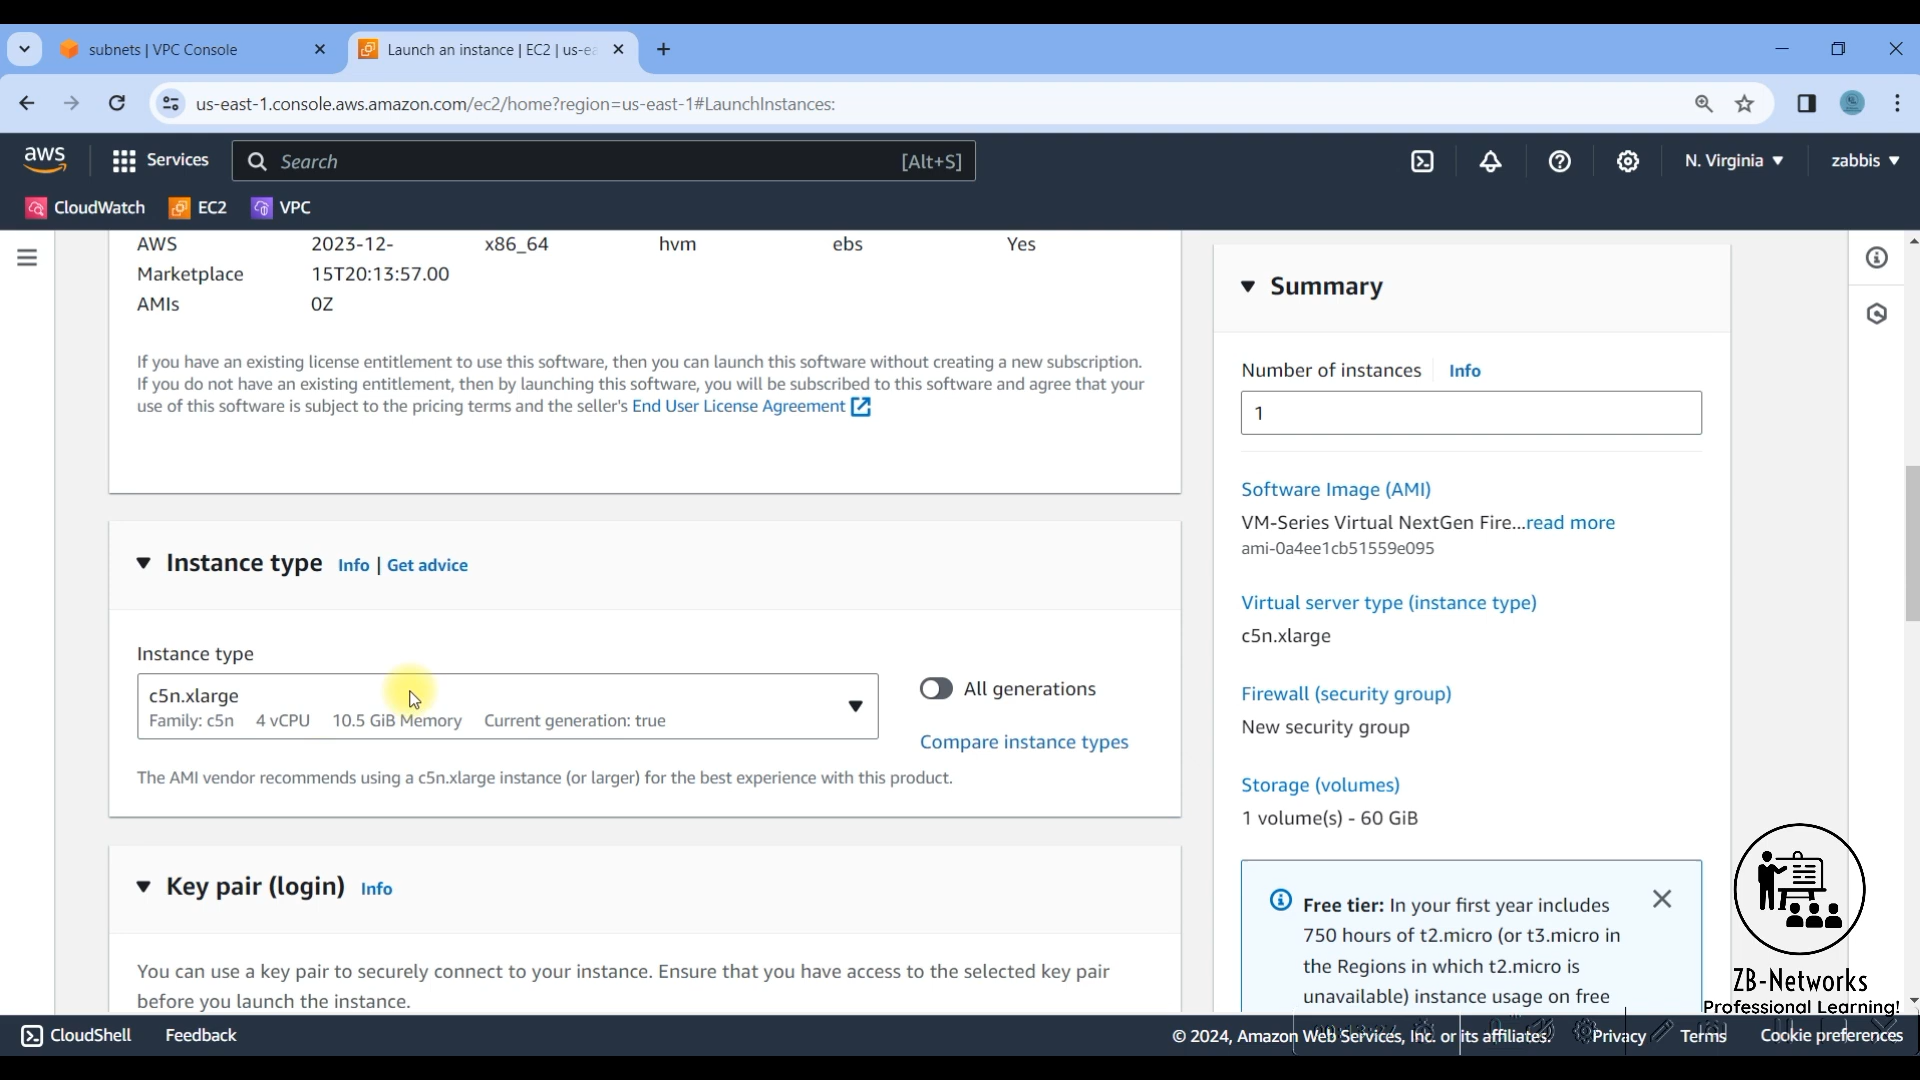 subnets | VPC Console
Launch an instance | EC2 | us-ea
us-east-1.console.aws.amazon.com/ec2/home?region=us-east-1#LaunchInstances:
aws
Services
Search
[Alt+S]
N. Virginia
zabbis
CloudWatch
EC2
VPC
AWS 2023-12- x86_64 hvm ebs Yes
Marketplace 15T20:13:57.00
AMIs 0Z
If you have an existing license entitlement to use this software, then you can launch this software without creating a new subscription.
If you do not have an existing entitlement, then by launching this software, you will be subscribed to this software and agree that your
use of this software is subject to the pricing terms and the seller's End User License Agreement
Instance type Info | Get advice
Instance type
c5n.xlarge
Family: c5n 4 vCPU 10.5 GiB Memory Current generation: true
All generations
Compare instance types
The AMI vendor recommends using a c5n.xlarge instance (or larger) for the best experience with this product.
Key pair (login) Info
You can use a key pair to securely connect to your instance. Ensure that you have access to the selected key pair
before you launch the instance.
Summary
Number of instances Info
1
Software Image (AMI)
VM-Series Virtual NextGen Fire...read more
ami-0a4ee1cb51559e095
Virtual server type (instance type)
c5n.xlarge
Firewall (security group)
New security group
Storage (volumes)
1 volume(s) - 60 GiB
Free tier: In your first year includes
750 hours of t2.micro (or t3.micro in
the Regions in which t2.micro is
unavailable) instance usage on free
ZB-Networks
Professional Learning!
CloudShell
Feedback
© 2024, Amazon Web Services, Inc. or its affiliates.
Privacy
Terms
Cookie preferences